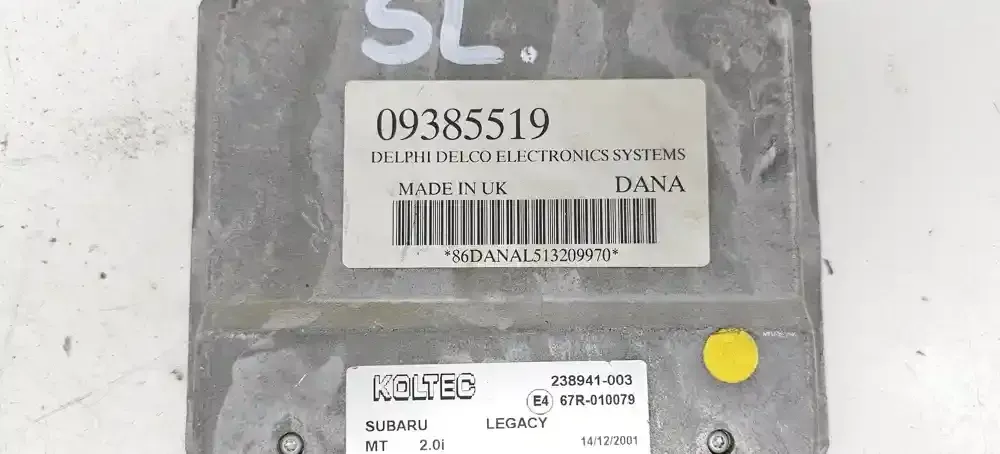 SL.
09385519
DELPHI DELCO ELECTRONICS SYSTEMS
MADE IN UK DANA
*86DANAL513209970*
KOLTEC 238941-003
E4 67R-010079
SUBARU LEGACY
MT 2.0i 14/12/2001